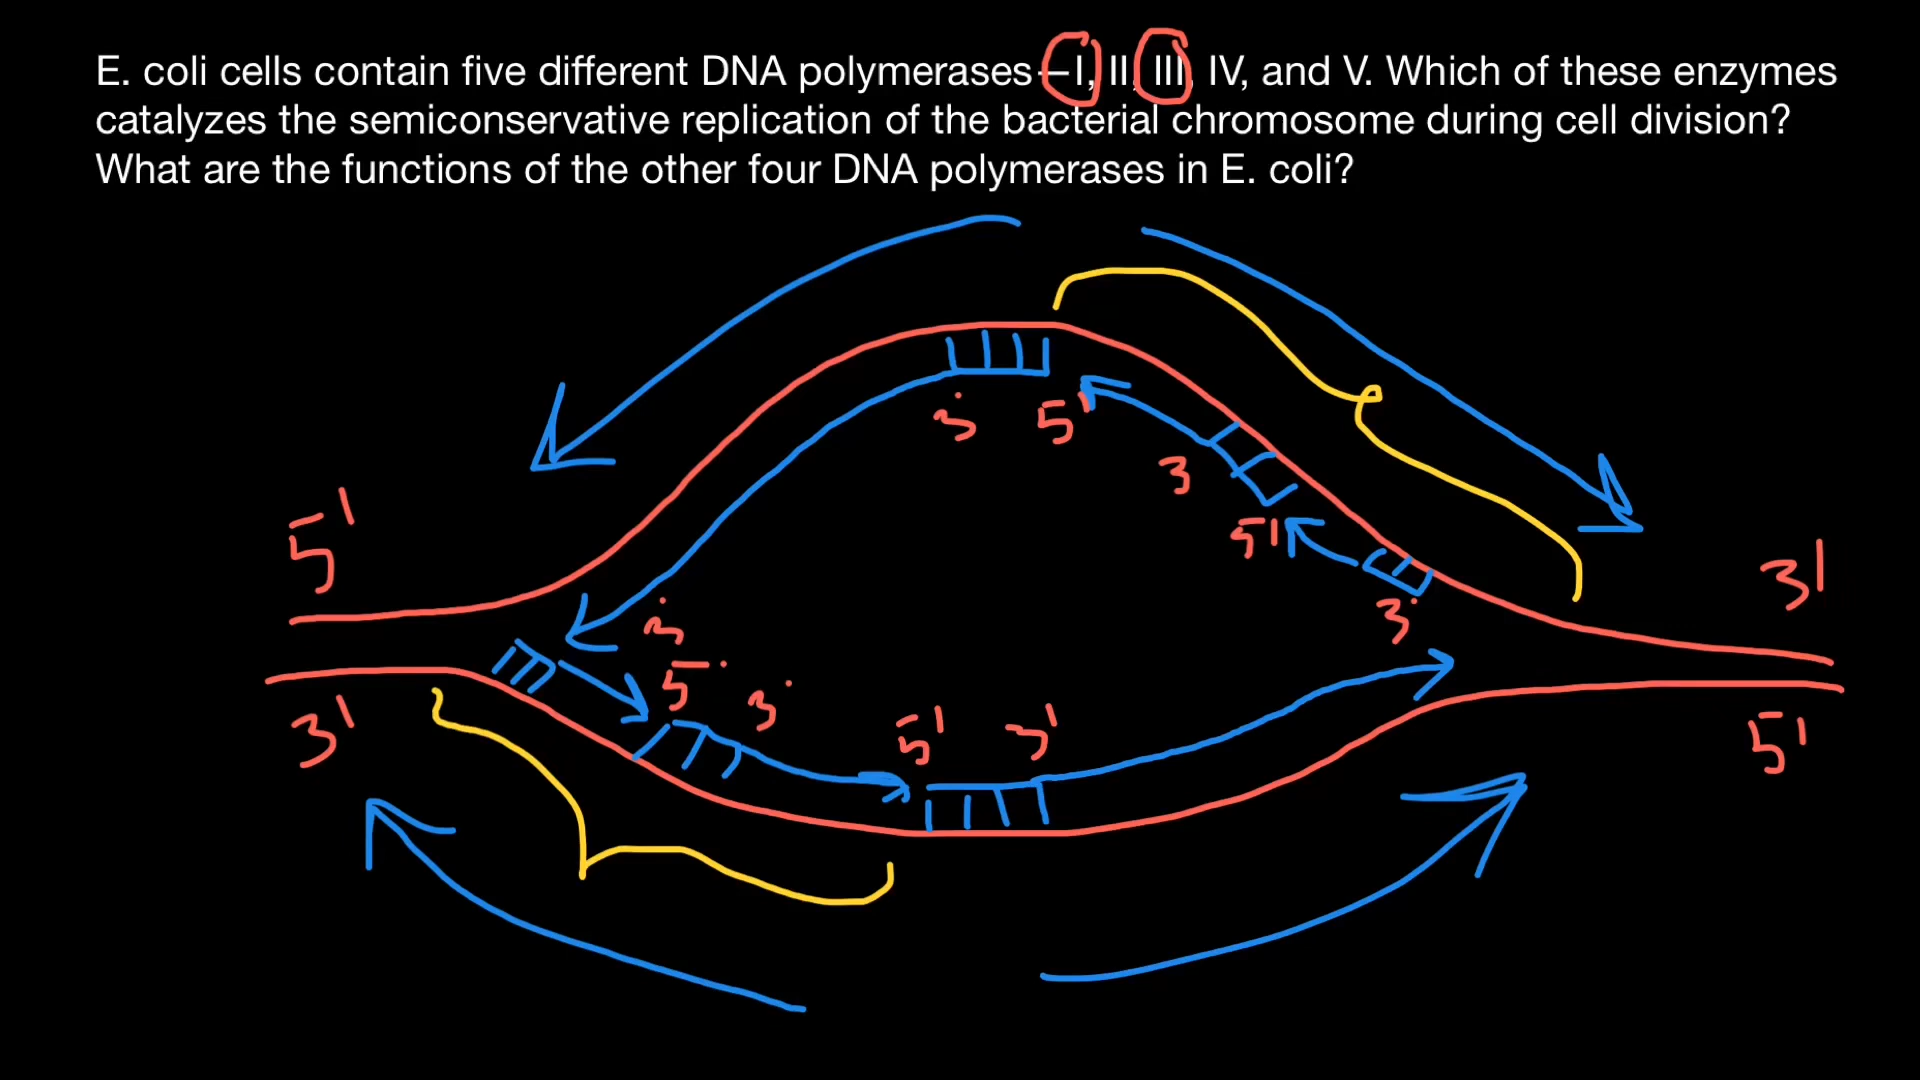 E. coli cells contain five different DNA polymerases—I, II, III, IV, and V. Which of these enzymes
catalyzes the semiconservative replication of the bacterial chromosome during cell division?
What are the functions of the other four DNA polymerases in E. coli?
3' 5'
3
5' 5'
3'
3' 3'
3'
5' 3'
3' 5' 3' 5'